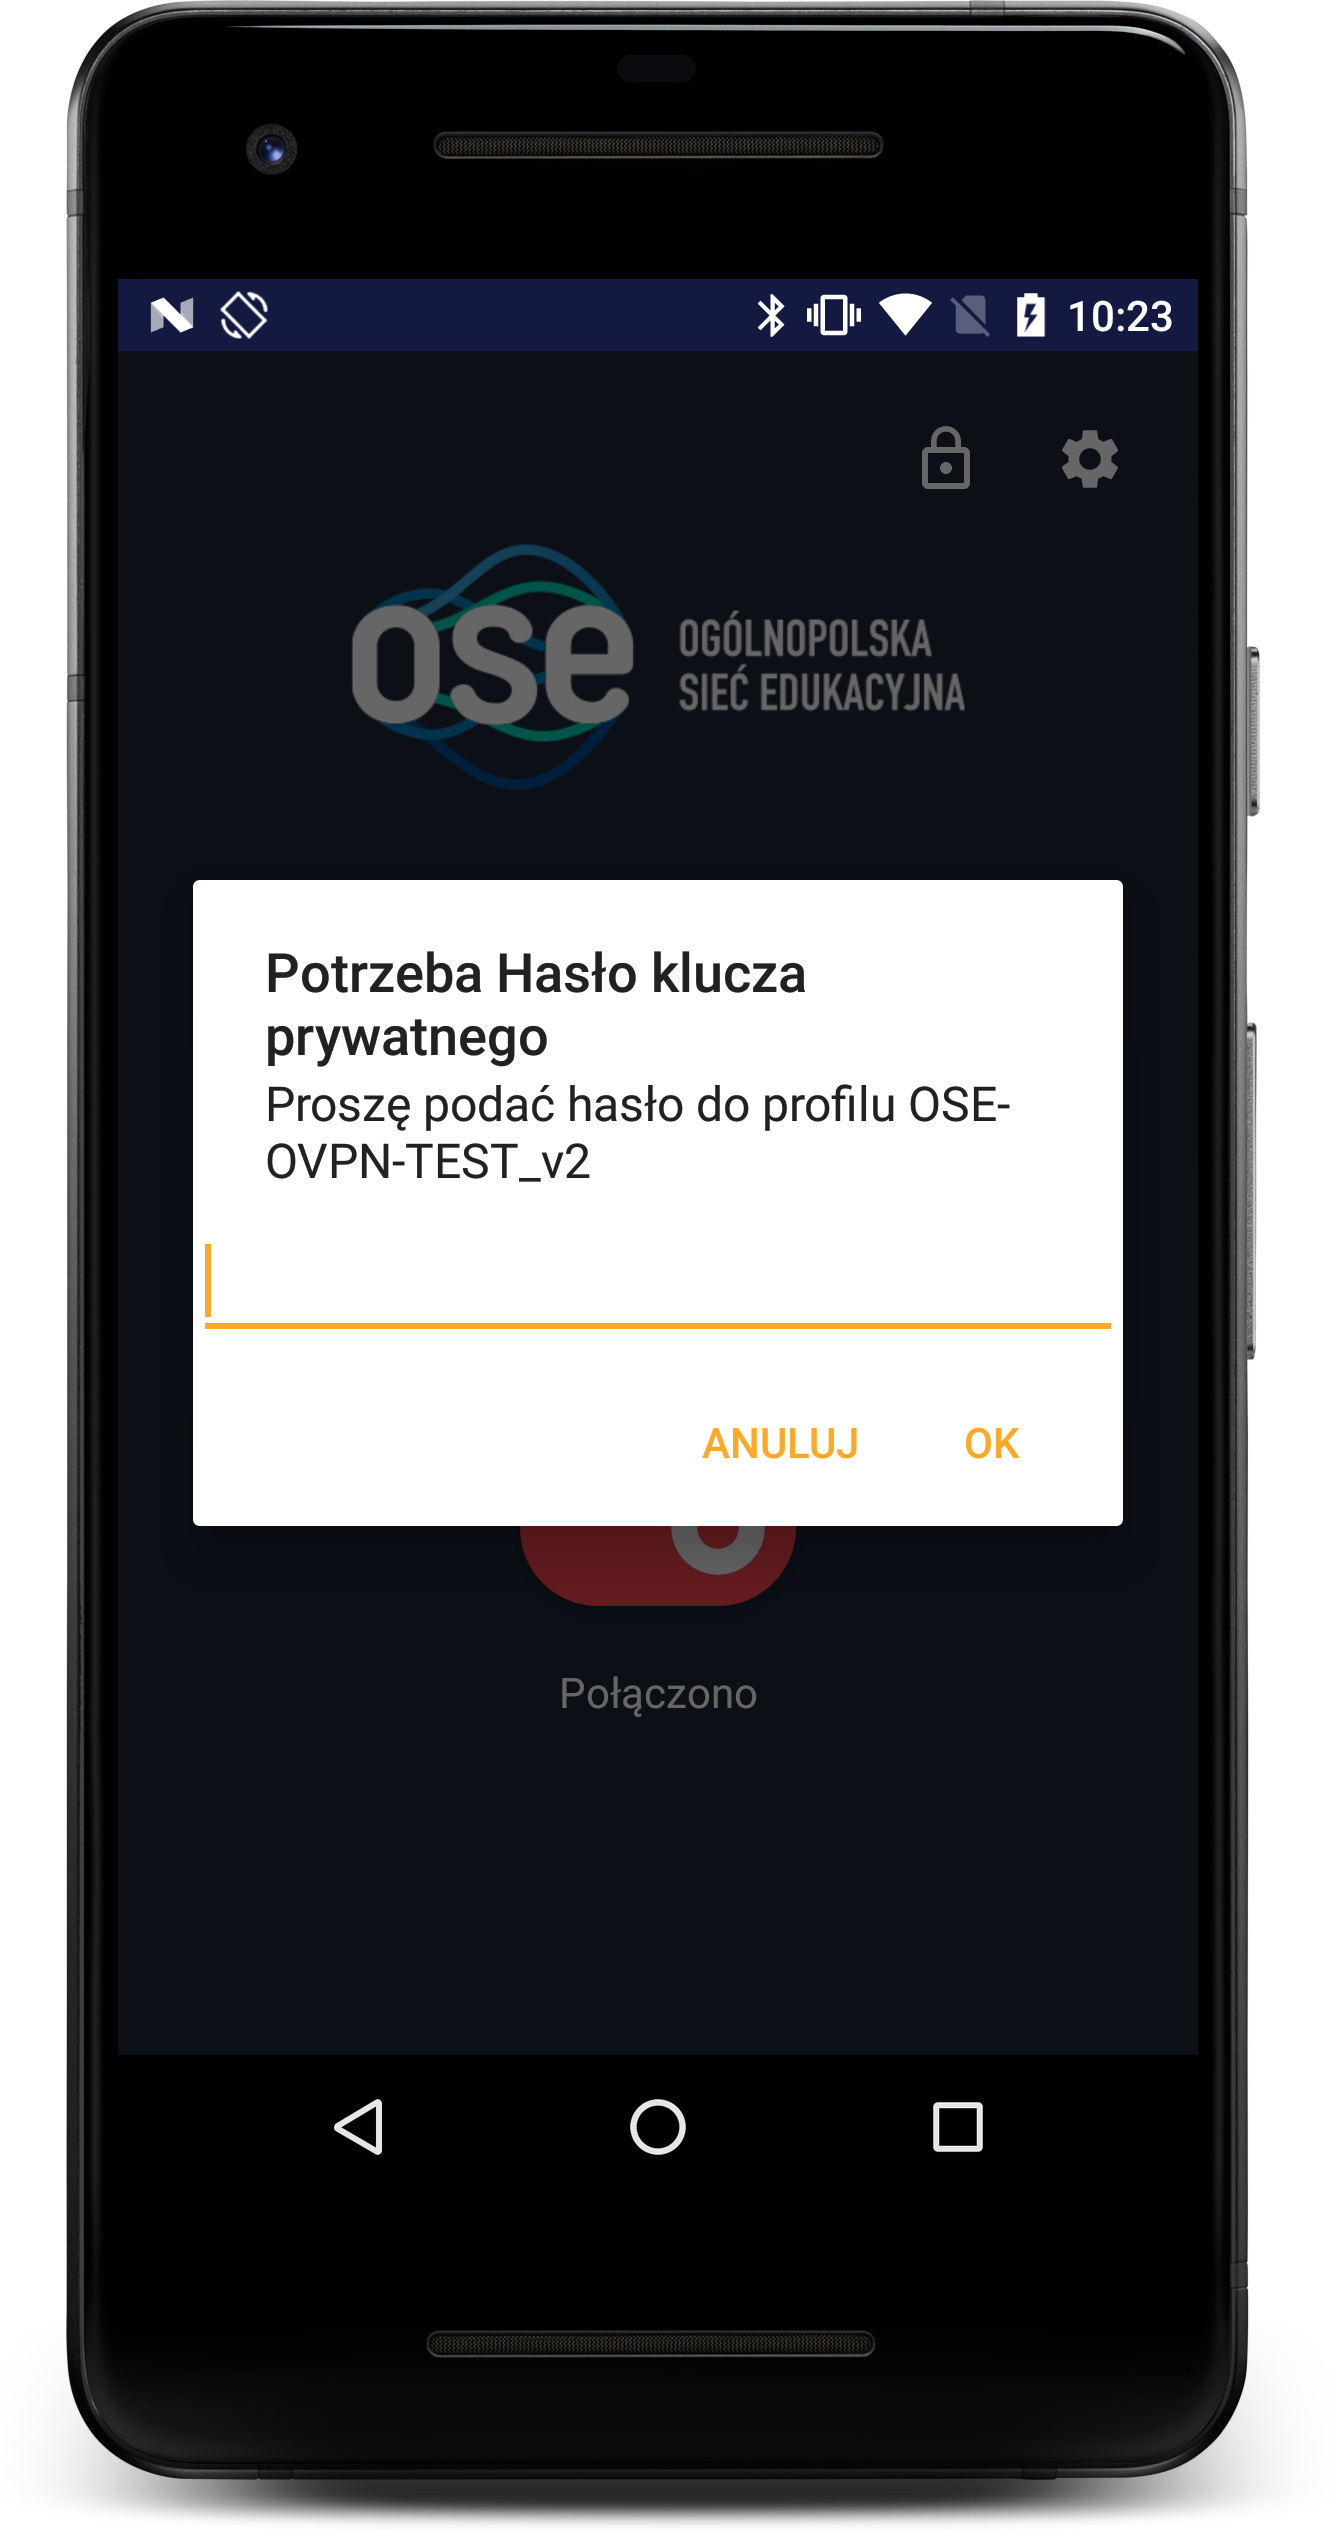 10:23
ose
OGÓLNOPOLSKA
SIEĆ EDUKACYJNA
Potrzeba Hasło klucza
prywatnego
Proszę podać hasło do profilu OSE-
OVPN-TEST_v2
ANULUJ OK
Połączono